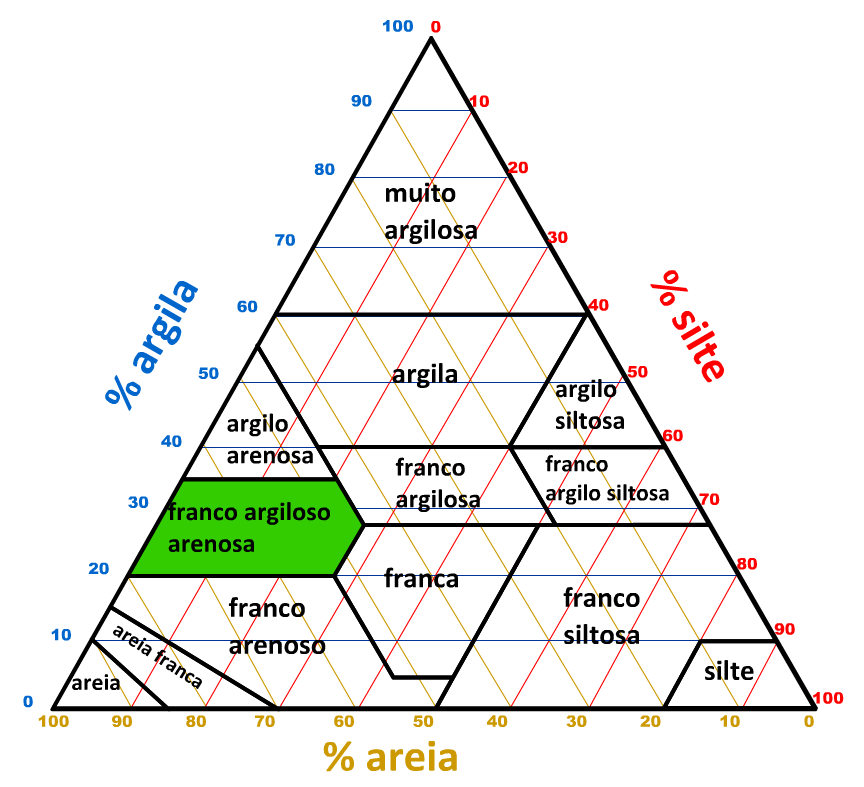 100 0
90 10
80 20
muito
argilosa
70 30
60 40
% argila
% silte
50 argila 50
argilo
siltosa
argilo
arenosa
40 60
franco
argilosa
franco
argilo siltosa
30 70
franco argiloso
arenosa
20 franca 80
franco
siltosa
franco
arenoso
10 90
areia franca
silte
areia
0 100
100 90 80 70 60 50 40 30 20 10 0
% areia